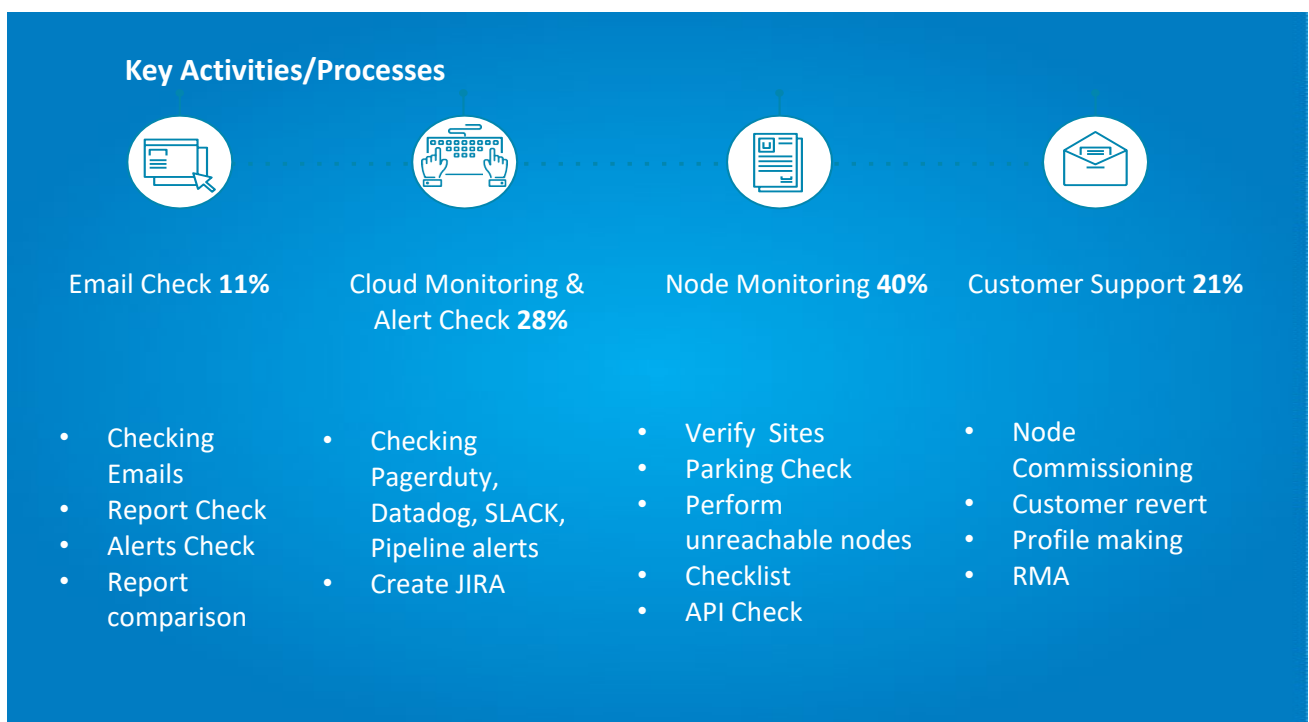 Key Activities/Processes
Email Check 11%
Cloud Monitoring &
Alert Check 28%
Node Monitoring 40%
Customer Support 21%
• Checking
Emails
• Report Check
• Alerts Check
• Report
comparison
• Checking
Pagerduty,
Datadog, SLACK,
Pipeline alerts
• Create JIRA
• Verify Sites
• Parking Check
• Perform
unreachable nodes
• Checklist
• API Check
• Node
Commissioning
• Customer revert
• Profile making
• RMA